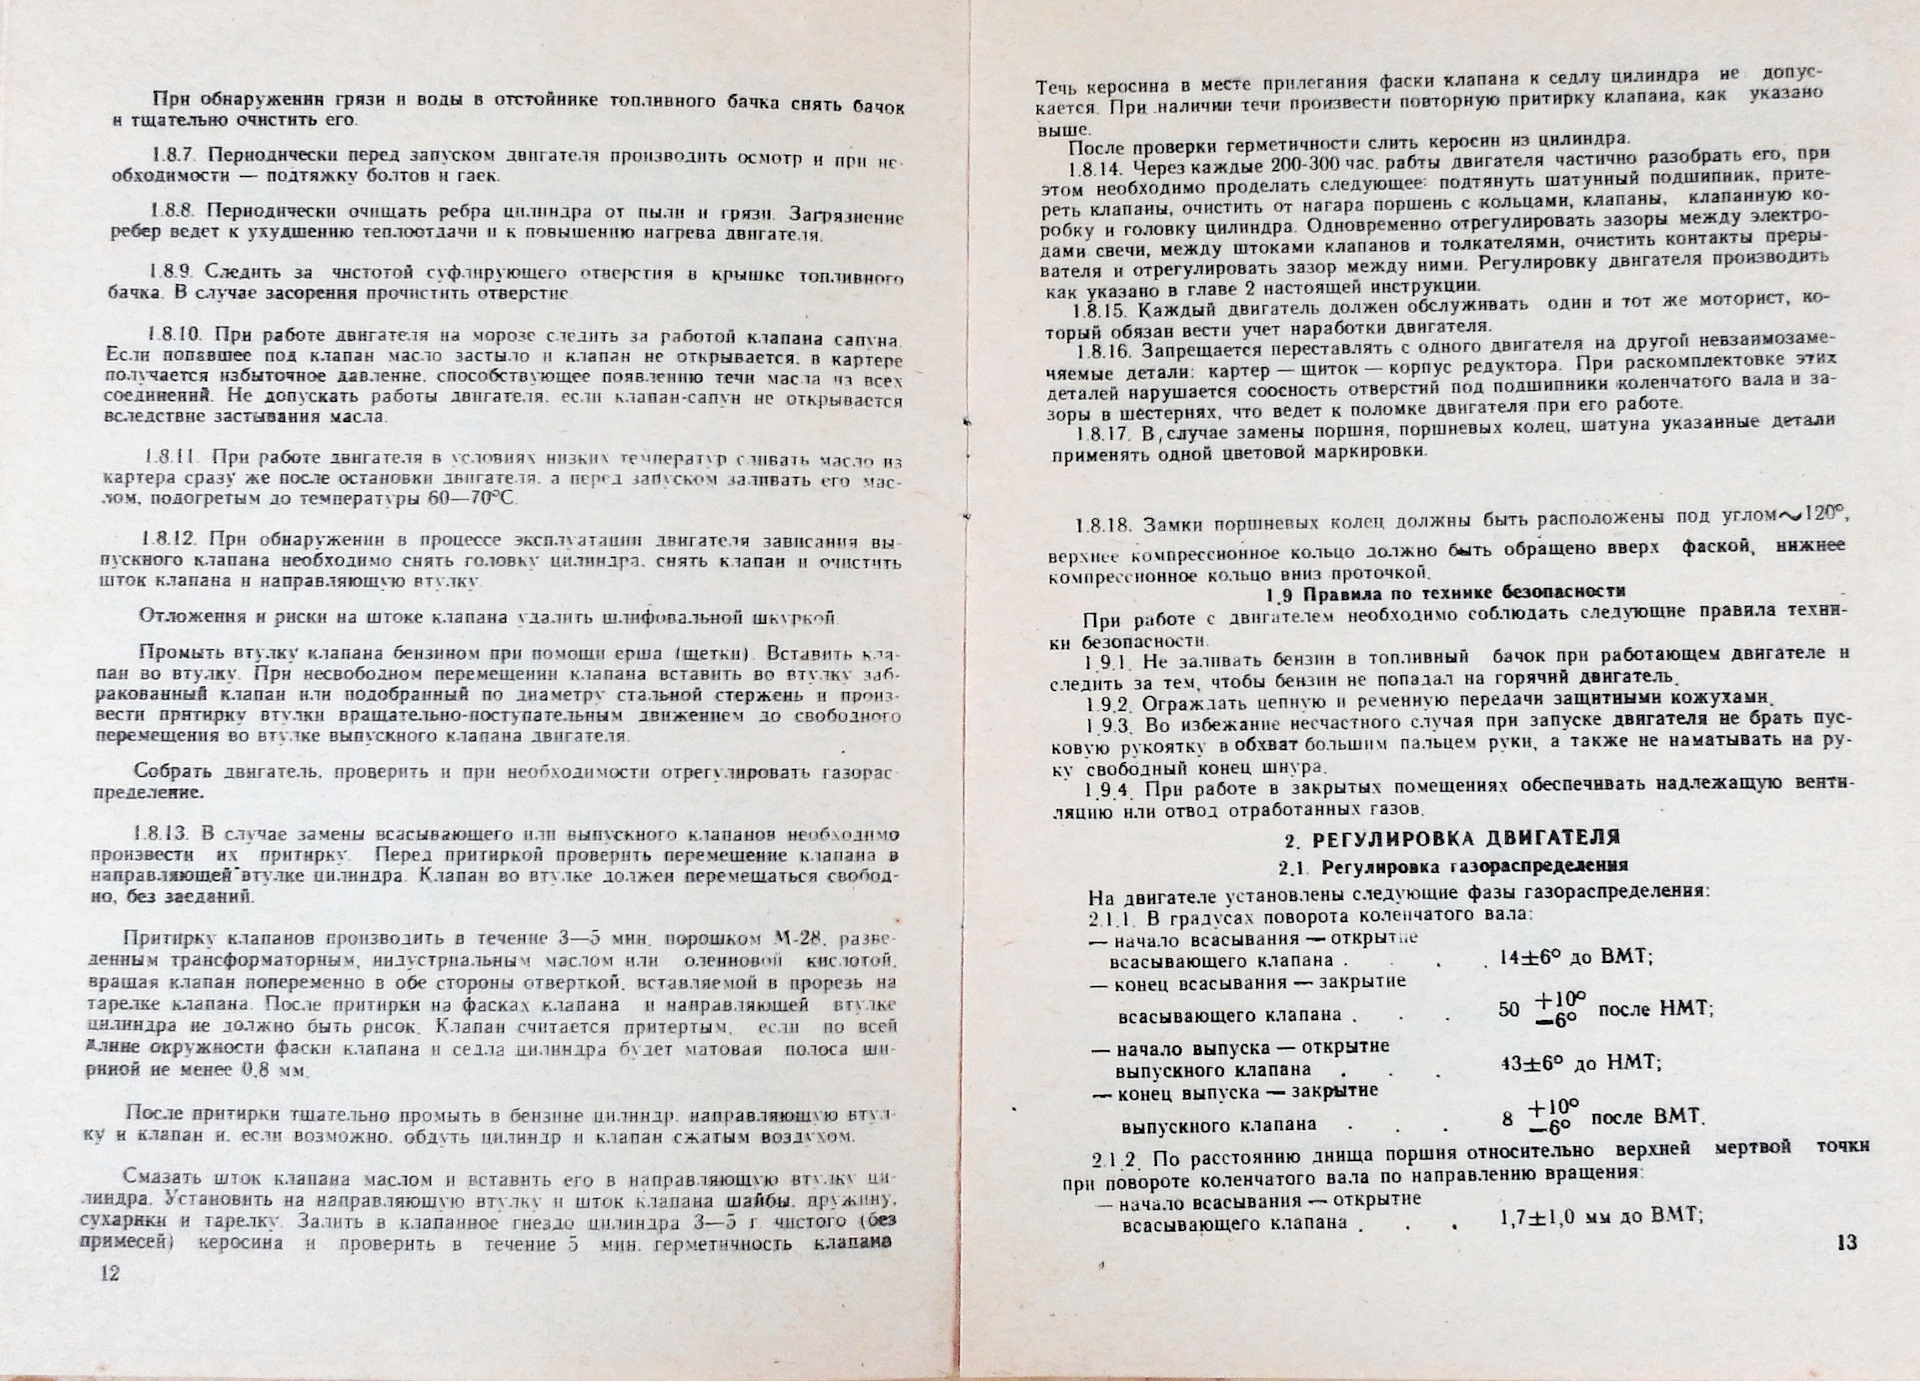 При обнаружении грязи и воды в отстойнике топливного бачка снять бачок
и тщательно очистить его.
1.8.7. Периодически перед запуском двигателя производить осмотр и при не-
обходимости — подтяжку болтов и гаек.
1.8.8. Периодически очищать ребра цилиндра от пыли и грязи. Загрязнение
ребер ведет к ухудшению теплоотдачи и к повышению нагрева двигателя.
1.8.9. Следить за чистотой суфлирующего отверстия в крышке топливного
бачка. В случае засорения прочистить отверстие.
1.8.10. При работе двигателя на морозе следить за работой клапана сапуна.
Если попавшее под клапан масло застыло и клапан не открывается, в картере
получается избыточное давление, способствующее появлению течи масла из всех
соединений. Не допускать работы двигателя, если клапан-сапун не открывается
вследствие застывания масла.
1.8.11. При работе двигателя в условиях низких температур сливать масло из
картера сразу же после остановки двигателя, а перед запуском заливать его мас-
лом, подогретым до температуры 60—70°С.
1.8.12. При обнаружении в процессе эксплуатации двигателя зависания вы-
пускного клапана необходимо снять головку цилиндра, снять клапан и очистить
шток клапана и направляющую втулку.
Отложения и риски на штоке клапана удалить шлифовальной шкуркой.
Промыть втулку клапана бензином при помощи ерша (щетки). Вставить кла-
пан во втулку. При несвободном перемещении клапана вставить во втулку заб-
ракованный клапан или подобранный по диаметру стальной стержень и произ-
вести притирку втулки вращательно-поступательным движением до свободного
перемещения во втулке выпускного клапана двигателя.
Собрать двигатель, проверить и при необходимости отрегулировать газорас-
пределение.
1.8.13. В случае замены всасывающего или выпускного клапанов необходимо
произвести их притирку. Перед притиркой проверить перемещение клапана в
направляющей втулке цилиндра. Клапан во втулке должен перемещаться свобод-
но, без заеданий.
Притирку клапанов производить в течение 3—5 мин. порошком М-28, разве-
денным трансформаторным, индустриальным маслом или олеиновой кислотой,
вращая клапан попеременно в обе стороны отверткой, вставляемой в прорезь на
тарелке клапана. После притирки на фасках клапана и направляющей втулке
цилиндра не должно быть рисок. Клапан считается притертым, если по всей
длине окружности фаски клапана и седла цилиндра будет матовая полоса ши-
риной не менее 0,8 мм.
После притирки тщательно промыть в бензине цилиндр, направляющую втул-
ку и клапан и, если возможно, обдуть цилиндр и клапан сжатым воздухом.
Смазать шток клапана маслом и вставить его в направляющую втулку ци-
линдра. Установить на направляющую втулку и шток клапана шайбы, пружину,
сухарики и тарелку. Залить в клапанное гнездо цилиндра 3—5 г чистого (без
примесей) керосина и проверить в течение 5 мин. герметичность клапана
12
Течь керосина в месте прилегания фаски клапана к седлу цилиндра не допус-
кается. При наличии течи произвести повторную притирку клапана, как указано
выше.
После проверки герметичности слить керосин из цилиндра.
1.8.14. Через каждые 200-300 час. рабты двигателя частично разобрать его, при
этом необходимо проделать следующее: подтянуть шатунный подшипник, прите-
реть клапаны, очистить от нагара поршень с кольцами, клапаны, клапанную ко-
робку и головку цилиндра. Одновременно отрегулировать зазоры между электро-
дами свечи, между штоками клапанов и толкателями, очистить контакты преры-
вателя и отрегулировать зазор между ними. Регулировку двигателя производить
как указано в главе 2 настоящей инструкции.
1.8.15. Каждый двигатель должен обслуживать один и тот же моторист, ко-
торый обязан вести учет наработки двигателя.
1.8.16. Запрещается переставлять с одного двигателя на другой невзаимозаме-
чяемые детали: картер — щиток — корпус редуктора. При раскомплектовке этих
деталей нарушается соосность отверстий под подшипники коленчатого вала и за-
зоры в шестернях, что ведет к поломке двигателя при его работе.
1.8.17. В случае замены поршня, поршневых колец, шатуна указанные детали
применять одной цветовой маркировки.
1.8.18. Замки поршневых колец должны быть расположены под углом~120°,
верхнее компрессионное кольцо должно быть обращено вверх фаской, нижнее
компрессионное кольцо вниз проточкой.
1.9 Правила по технике безопасности
При работе с двигателем необходимо соблюдать следующие правила техни-
ки безопасности.
1.9.1. Не заливать бензин в топливный бачок при работающем двигателе и
следить за тем, чтобы бензин не попадал на горячий двигатель.
1.9.2. Ограждать цепную и ременную передачи защитными кожухами.
1.9.3. Во избежание несчастного случая при запуске двигателя не брать пус-
ковую рукоятку в обхват большим пальцем руки, а также не наматывать на ру-
ку свободный конец шнура.
1.9.4. При работе в закрытых помещениях обеспечивать надлежащую венти-
ляцию или отвод отработанных газов.
2. РЕГУЛИРОВКА ДВИГАТЕЛЯ
2.1. Регулировка газораспределения
На двигателе установлены следующие фазы газораспределения:
2.1.1. В градусах поворота коленчатого вала:
— начало всасывания — открытие
всасывающего клапана . . . 14±6° до ВМТ;
— конец всасывания — закрытие
всасывающего клапана . . . 50 +10° −6° после НМТ;
— начало выпуска — открытие
выпускного клапана . . . 43±6° до НМТ;
— конец выпуска — закрытие
выпускного клапана . . . 8 +10° −6° после ВМТ.
2.1.2. По расстоянию днища поршня относительно верхней мертвой точки
при повороте коленчатого вала по направлению вращения:
— начало всасывания — открытие
всасывающего клапана . . . 1,7±1,0 мм до ВМТ;
13